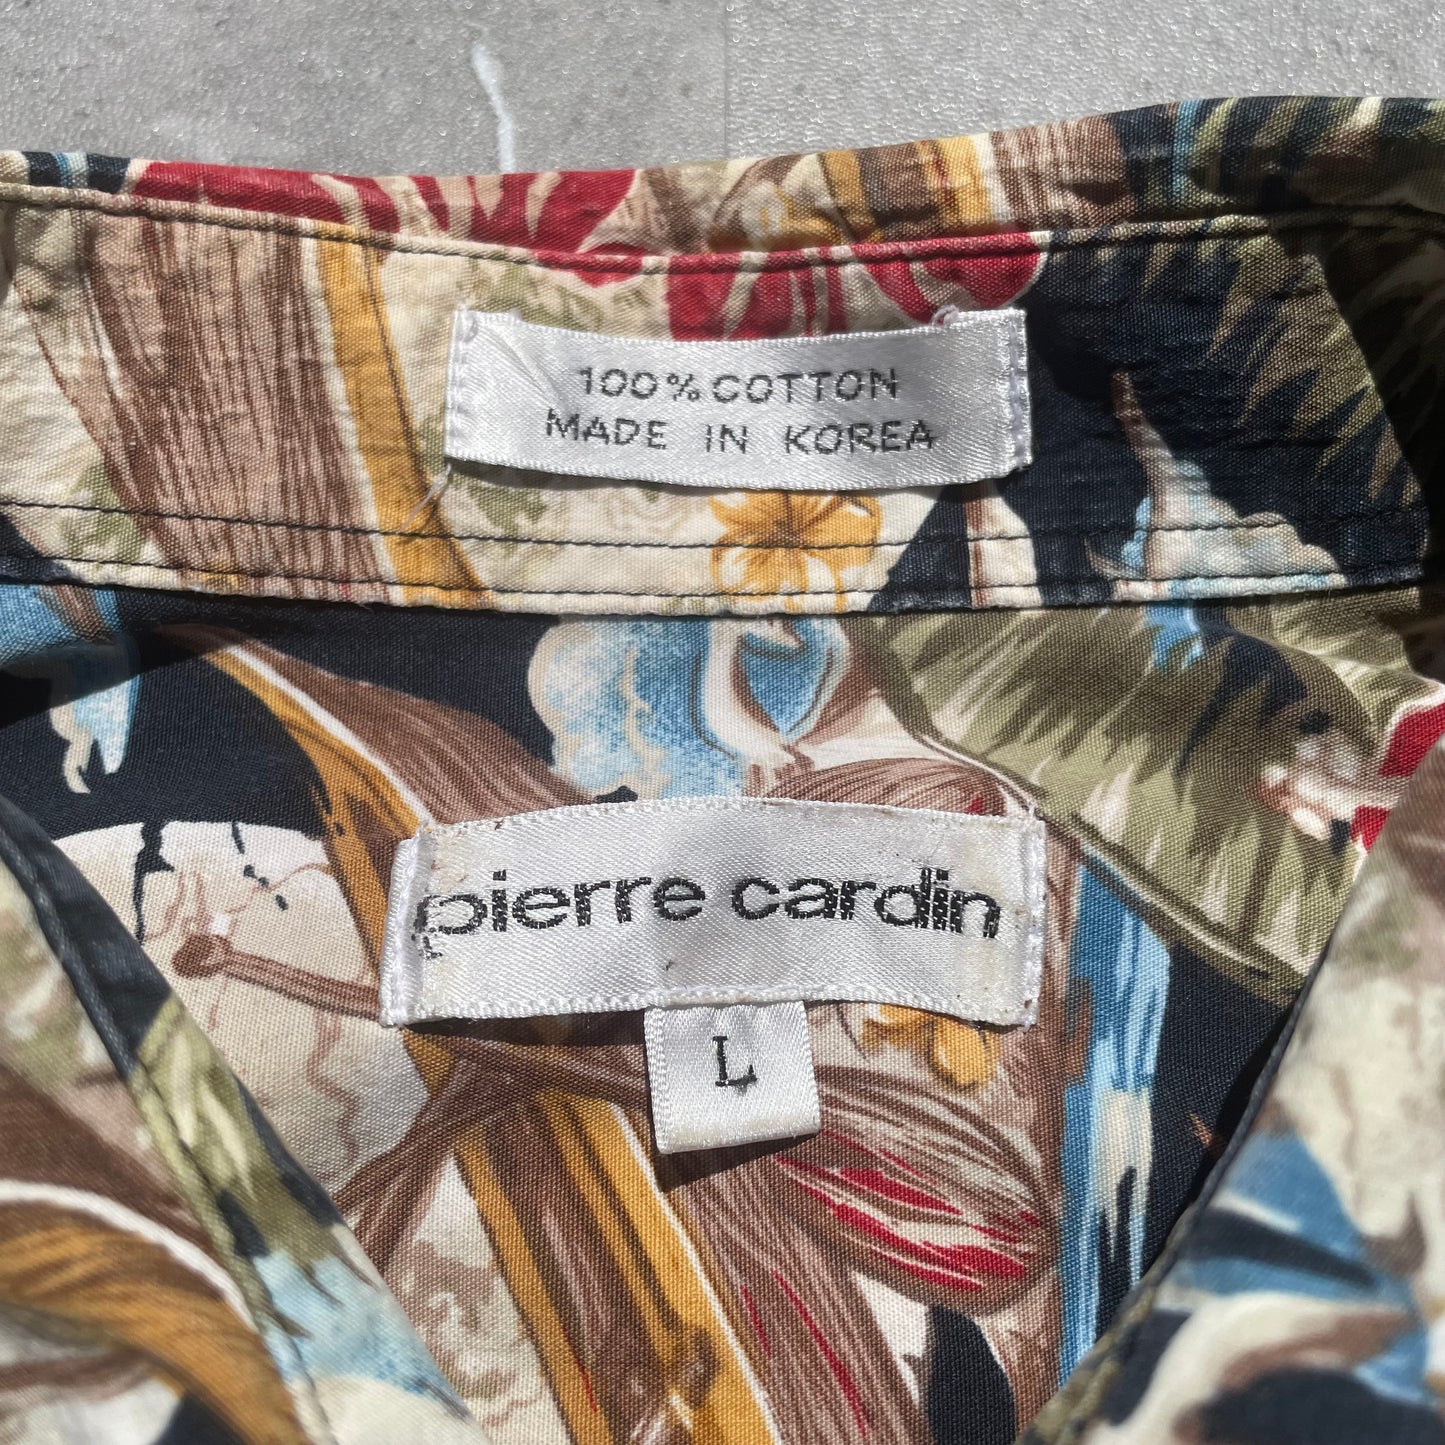 100% COTTON
MADE IN KOREA
pierre cardin
L